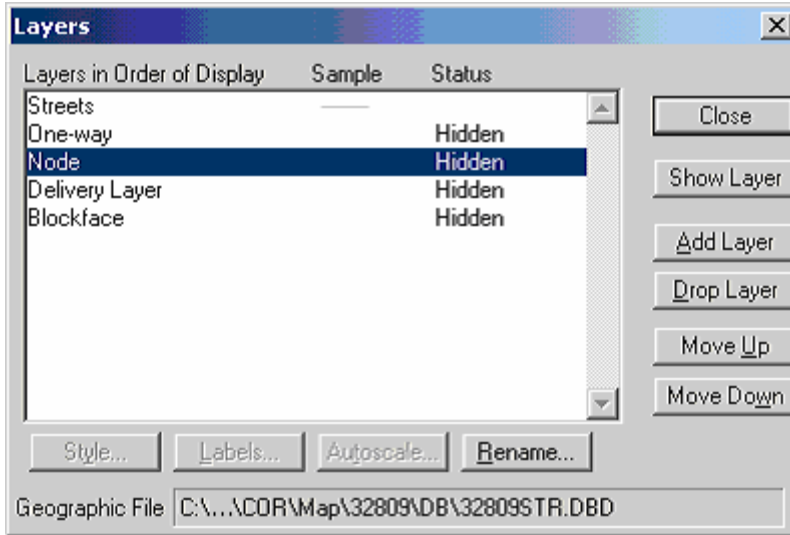 Layers
Layers in Order of Display Sample Status
Streets
One-way Hidden
Node Hidden
Delivery Layer Hidden
Blockface Hidden
Close
Show Layer
Add Layer
Drop Layer
Move Up
Move Down
Style... Labels... Autoscale... Rename...
Geographic File C:\...\COR\Map\32809\DB\32809STR.DBD